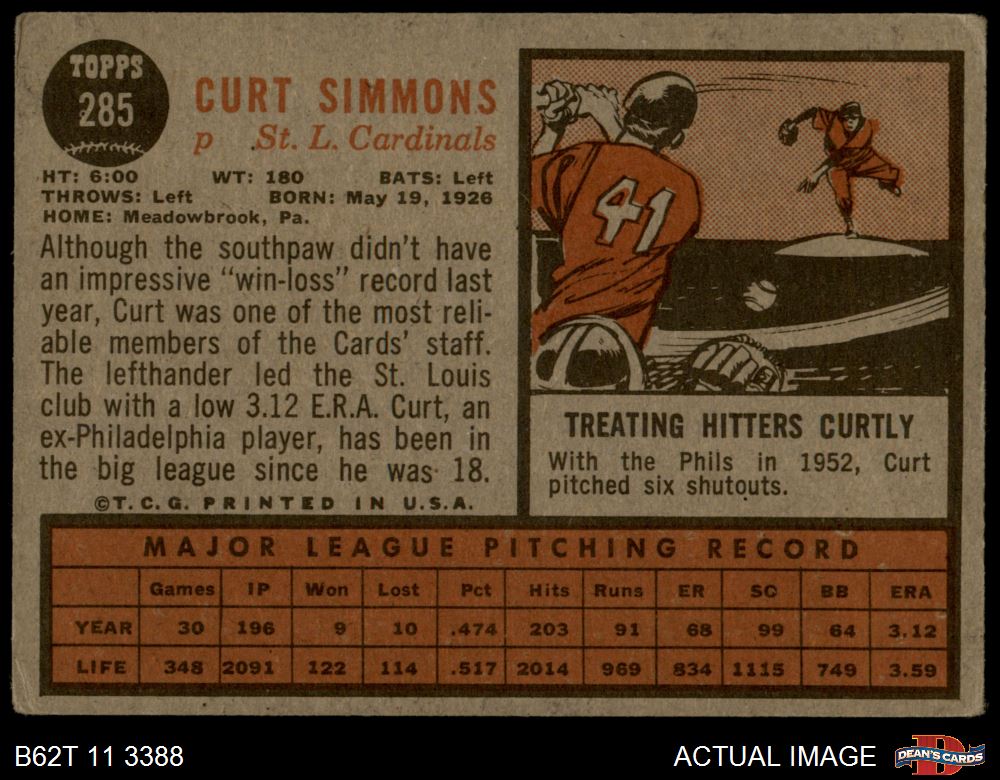 TOPPS
285
CURT SIMMONS
p St. L. Cardinals
HT: 6:00 WT: 180 BATS: Left
THROWS: Left BORN: May 19, 1926
HOME: Meadowbrook, Pa.
Although the southpaw didn't have
an impressive "win-loss" record last
year, Curt was one of the most reli-
able members of the Cards' staff.
The lefthander led the St. Louis
club with a low 3.12 E.R.A. Curt, an
ex-Philadelphia player, has been in
the big league since he was 18.
©T.C.G. PRINTED IN U.S.A.
41
TREATING HITTERS CURTLY
With the Phils in 1952, Curt
pitched six shutouts.
MAJOR LEAGUE PITCHING RECORD
Games IP Won Lost Pct Hits Runs ER SO BB ERA
YEAR 30 196 9 10 .474 203 91 68 99 64 3.12
LIFE 348 2091 122 114 .517 2014 969 834 1115 749 3.59
B62T 11 3388
ACTUAL IMAGE
D
DEAN'S CARDS